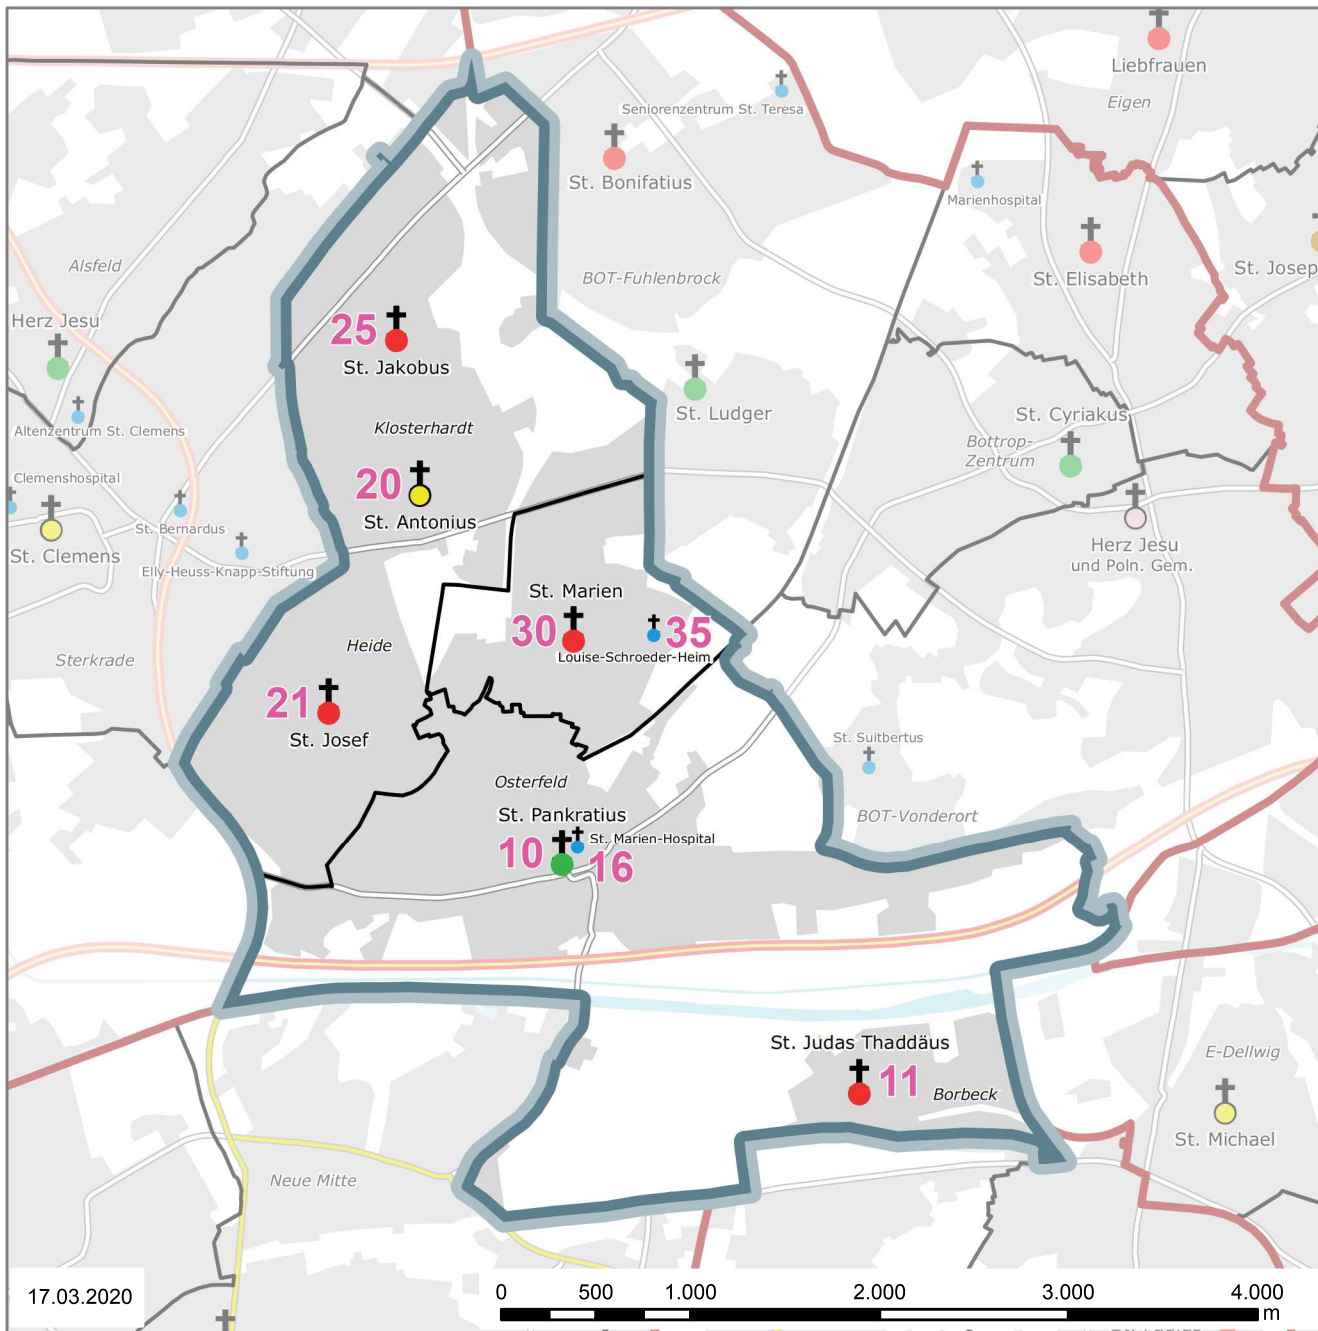 Liebfrauen
Eigen
Seniorenzentrum St. Teresa
St. Bonifatius
Marienhospital
Alsfeld
BOT-Fuhlenbrock
St. Elisabeth
St. Josep
Herz Jesu
25
St. Jakobus
St. Ludger
St. Cyriakus
Altenzentrum St. Clemens
Klosterhardt
Bottrop-
Zentrum
Clemenshospital
20
St. Antonius
St. Bernardus
St. Clemens
Elly-Heuss-Knapp-Stiftung
Herz Jesu
und Poln. Gem.
St. Marien
30
35
Louise-Schroeder-Heim
Heide
Sterkrade
21
St. Josef
St. Suitbertus
Osterfeld
St. Pankratius
BOT-Vonderort
St. Marien-Hospital
10
16
St. Judas Thaddäus
11
Borbeck
E-Dellwig
St. Michael
Neue Mitte
17.03.2020
0 500 1.000 2.000 3.000 4.000
m